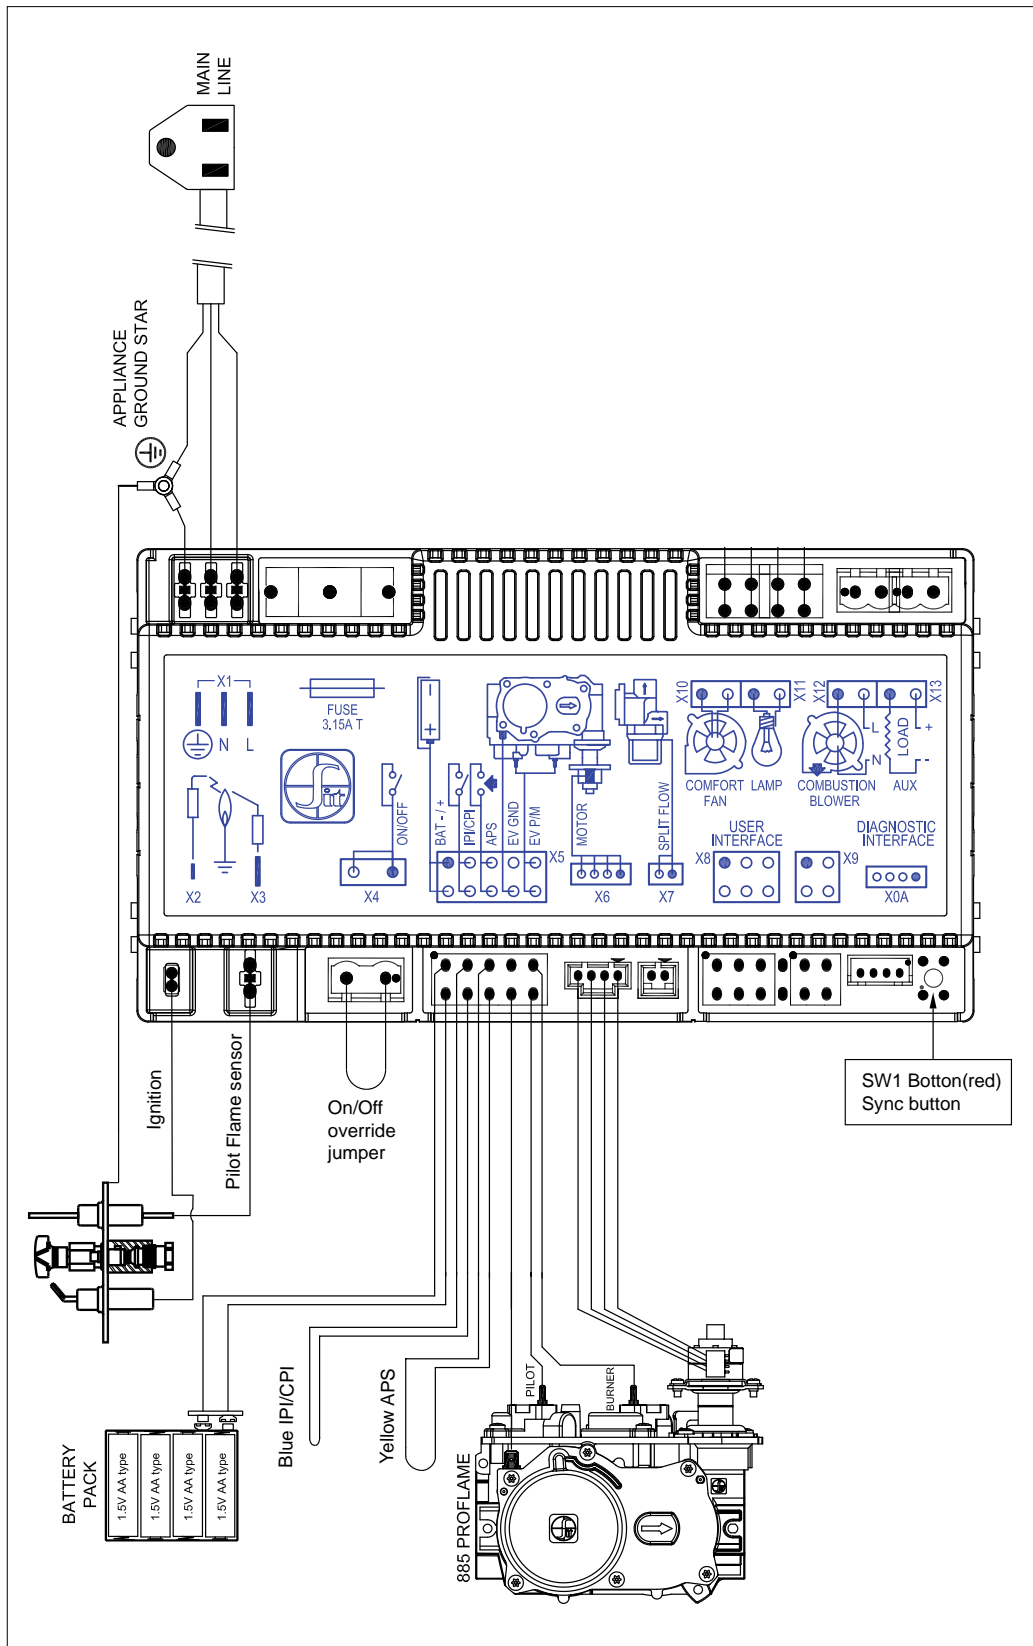 MAIN
LINE
APPLIANCE
GROUND STAR
X1
N
L
FUSE
3.15A T
Sit
X2
X3
ON/OFF
X4
BAT - / +
IPI/CPI
APS
EV GND
EV P/M
X5
MOTOR
X6
SPLIT FLOW
X7
X10
X11
X12
X13
L
N
LOAD
+
-
COMFORT
FAN
LAMP
COMBUSTION
BLOWER
AUX
USER
INTERFACE
X8
X9
DIAGNOSTIC
INTERFACE
X0A
Ignition
Pilot Flame sensor
On/Off
override
jumper
SW1 Botton(red)
Sync button
BATTERY
PACK
1.5V AA type
1.5V AA type
1.5V AA type
1.5V AA type
Blue IPI/CPI
Yellow APS
PILOT
BURNER
885 PROFLAME